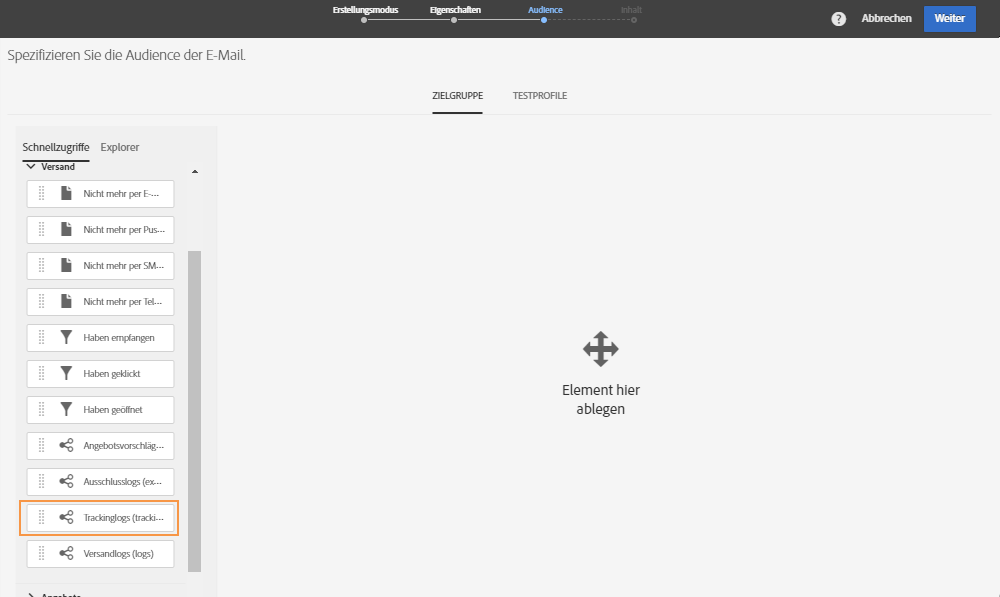 Erstellungsmodus Eigenschaften Audience Inhalt
? Abbrechen Weiter
Spezifizieren Sie die Audience der E-Mail.
ZIELGRUPPE TESTPROFILE
Schnellzugriffe Explorer
Versand
Nicht mehr per E-...
Nicht mehr per Pus...
Nicht mehr per SM...
Nicht mehr per Tel...
Haben empfangen
Haben geklickt
Haben geöffnet
Angebotsvorschläg...
Ausschlusslogs (ex...
Trackinglogs (tracki...
Versandlogs (logs)
Angebote
Element hier
ablegen